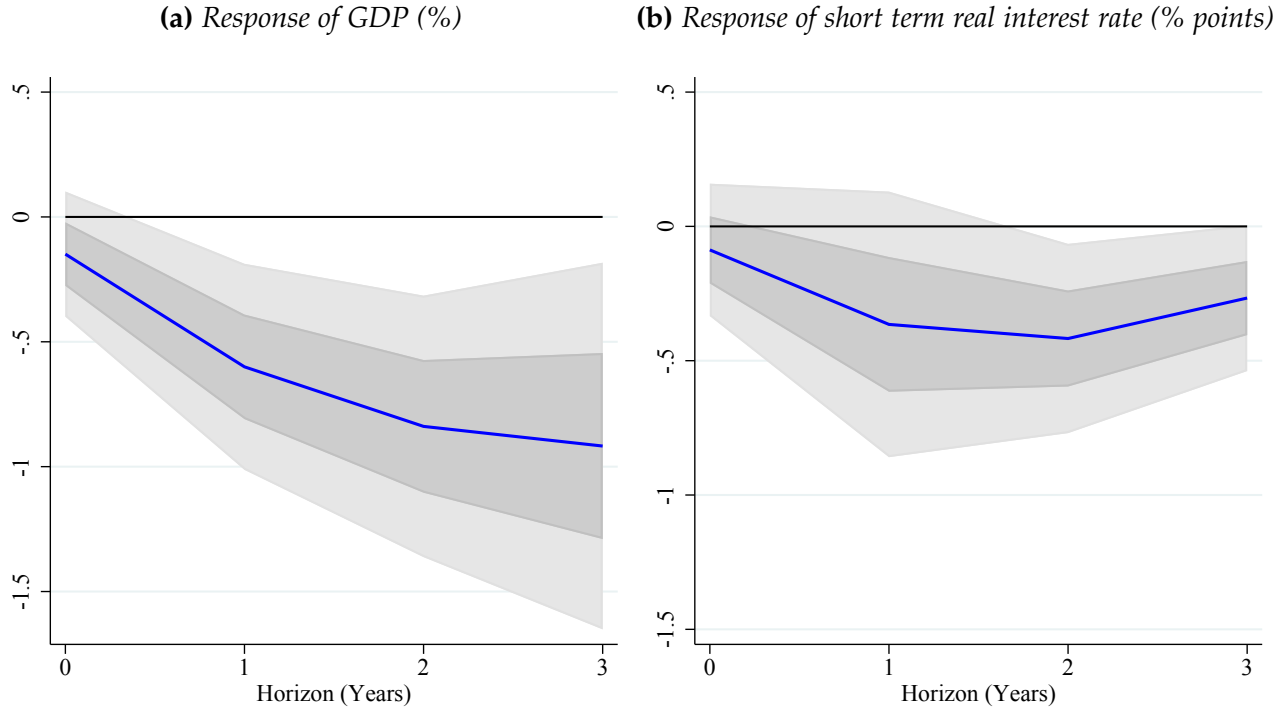 (a) Response of GDP (%)
.5
0
-.5
-1
-1.5
0 1 2 3
Horizon (Years)
(b) Response of short term real interest rate (% points)
.5
0
-.5
-1
-1.5
0 1 2 3
Horizon (Years)